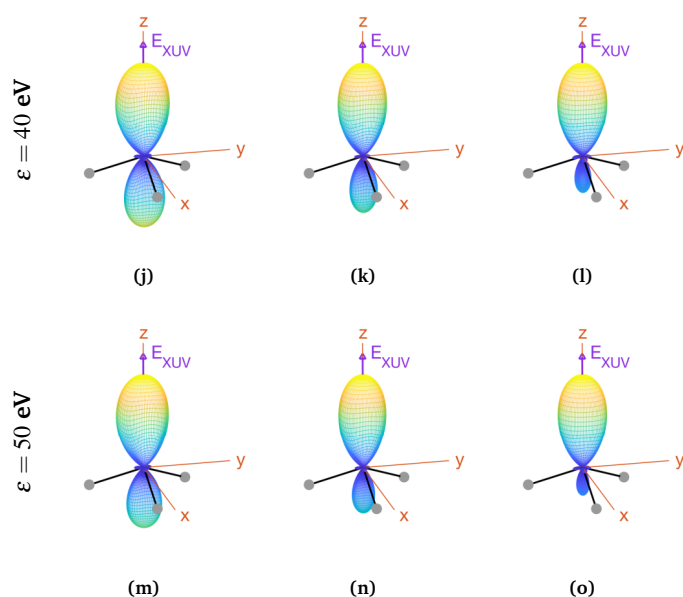 z z z
E_XUV E_XUV E_XUV
ε = 40 eV
y y y
x x x
(j) (k) (l)
z z z
E_XUV E_XUV E_XUV
ε = 50 eV
y y y
x x x
(m) (n) (o)